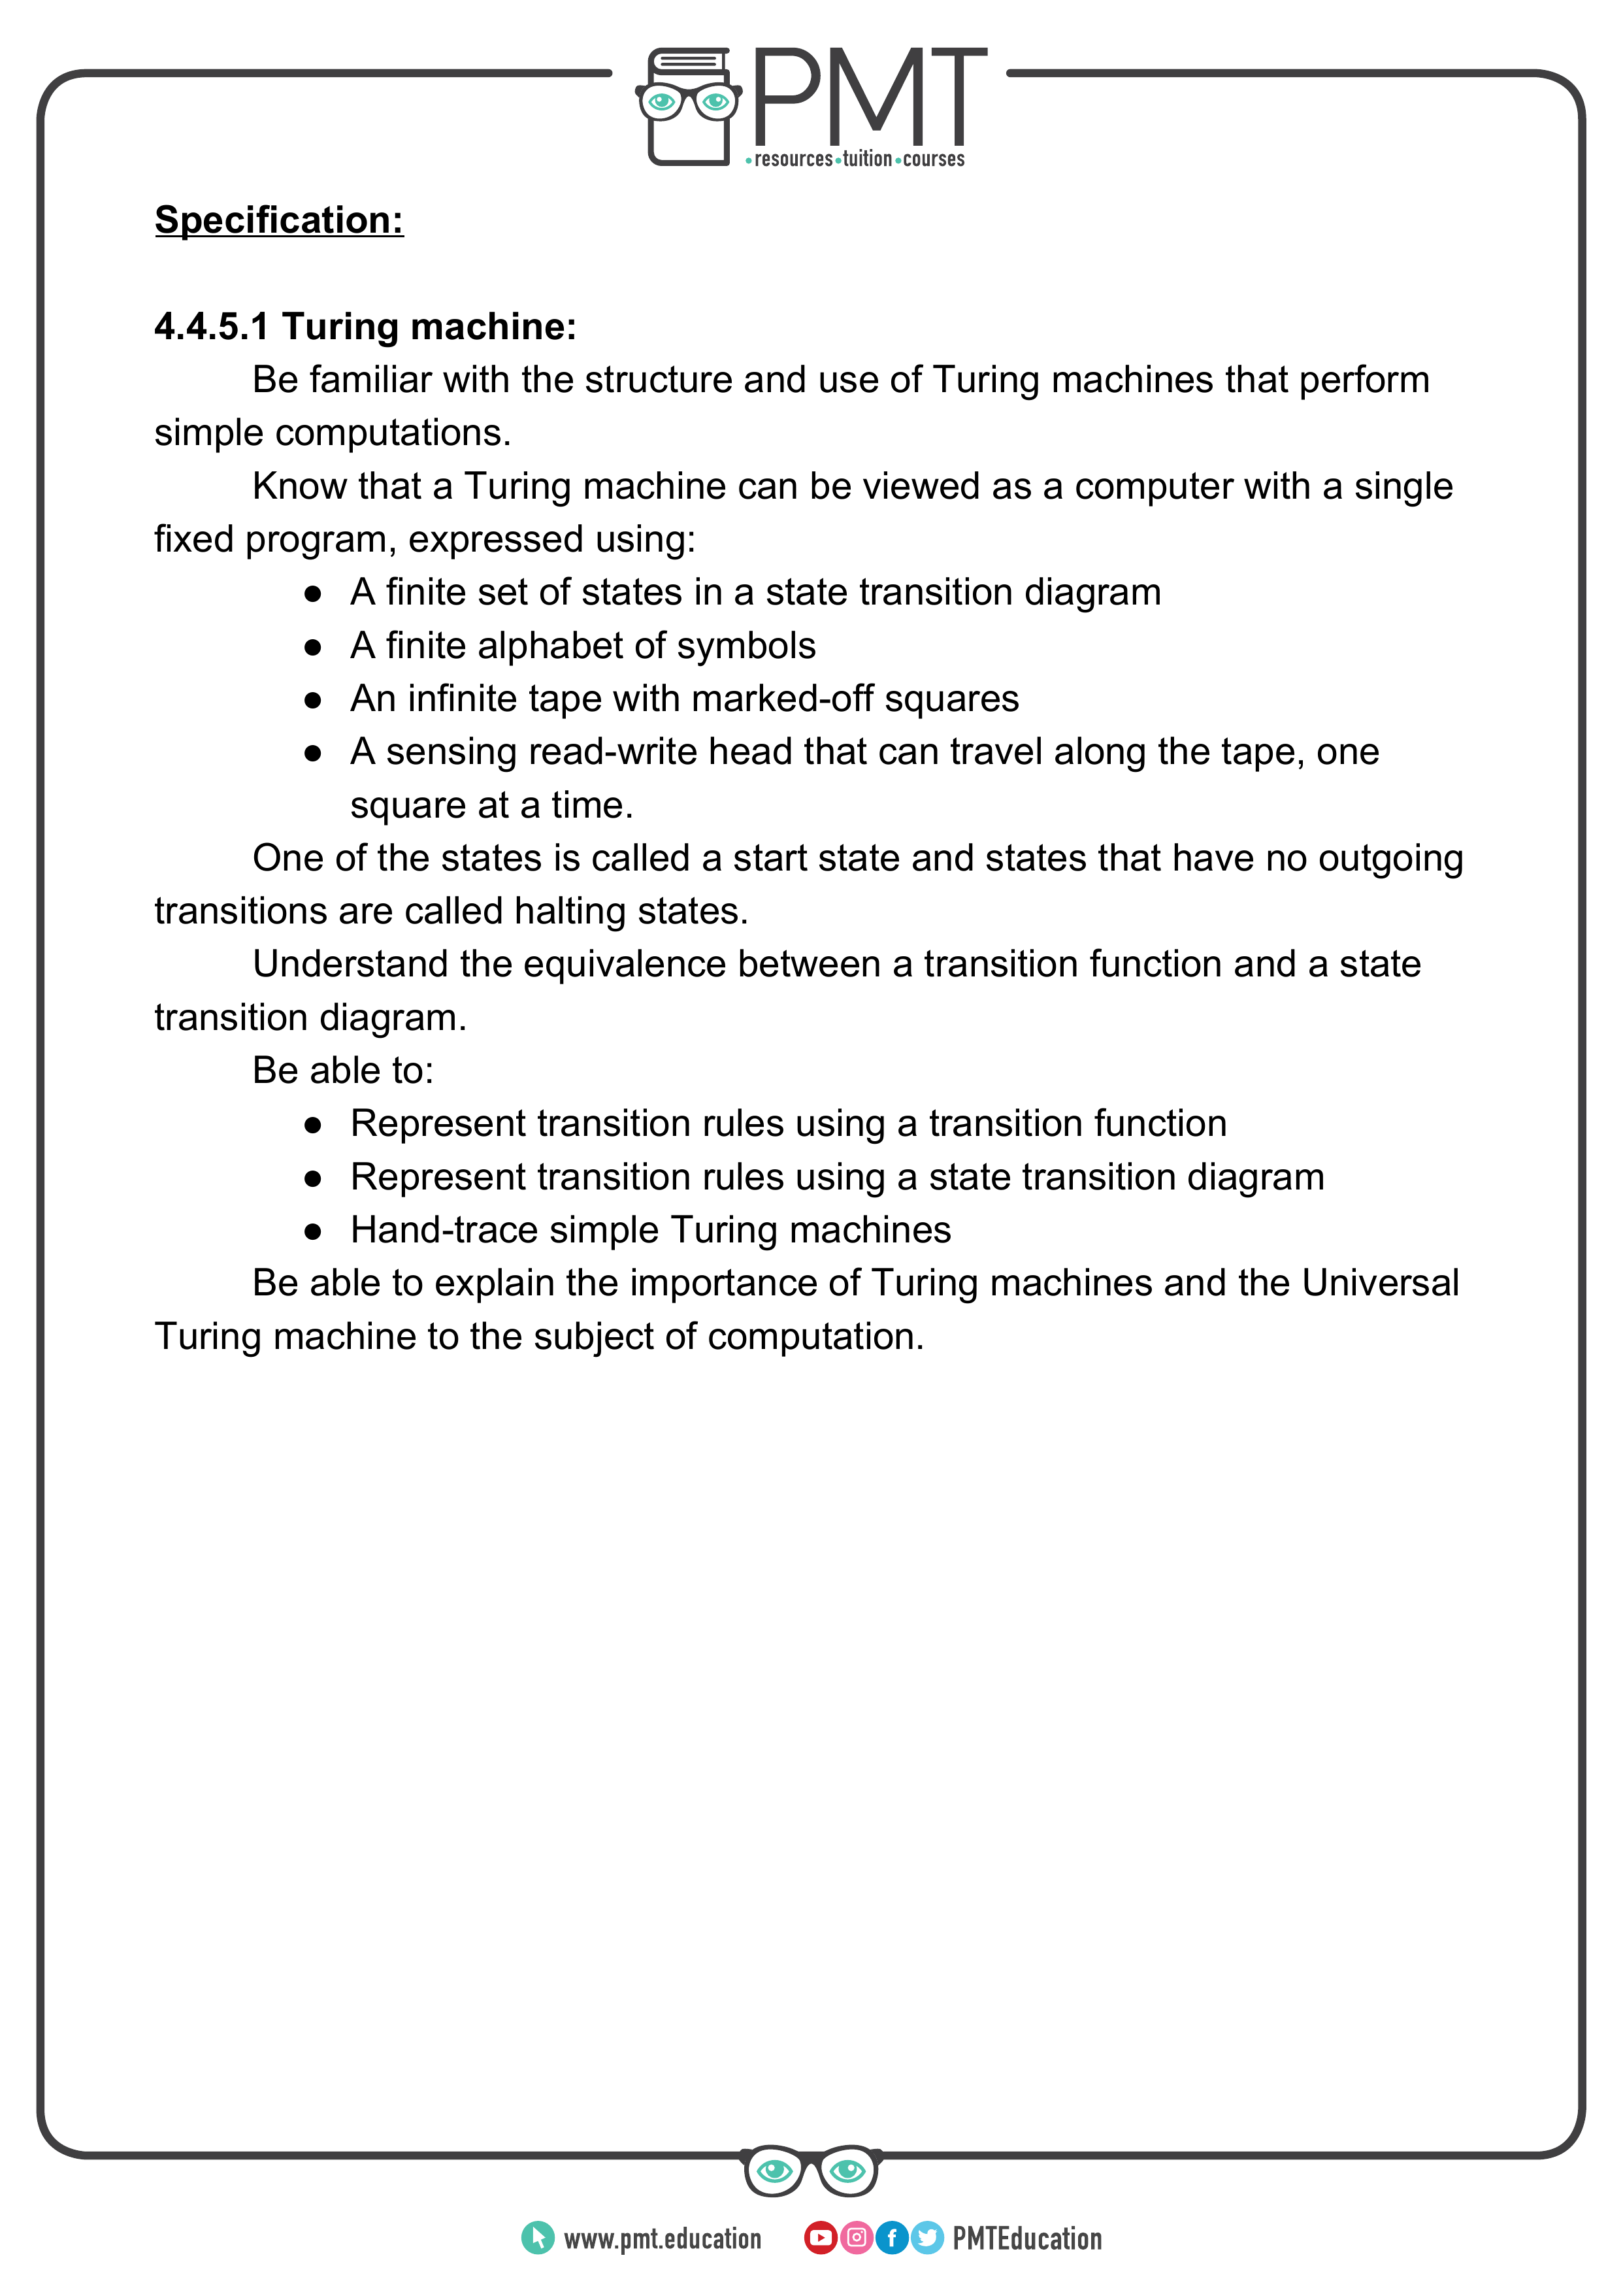 PMT
•resources•tuition•courses
Specification:
4.4.5.1 Turing machine:
Be familiar with the structure and use of Turing machines that perform
simple computations.
Know that a Turing machine can be viewed as a computer with a single
fixed program, expressed using:
● A finite set of states in a state transition diagram
● A finite alphabet of symbols
● An infinite tape with marked-off squares
● A sensing read-write head that can travel along the tape, one
square at a time.
One of the states is called a start state and states that have no outgoing
transitions are called halting states.
Understand the equivalence between a transition function and a state
transition diagram.
Be able to:
● Represent transition rules using a transition function
● Represent transition rules using a state transition diagram
● Hand-trace simple Turing machines
Be able to explain the importance of Turing machines and the Universal
Turing machine to the subject of computation.
www.pmt.education PMTEducation